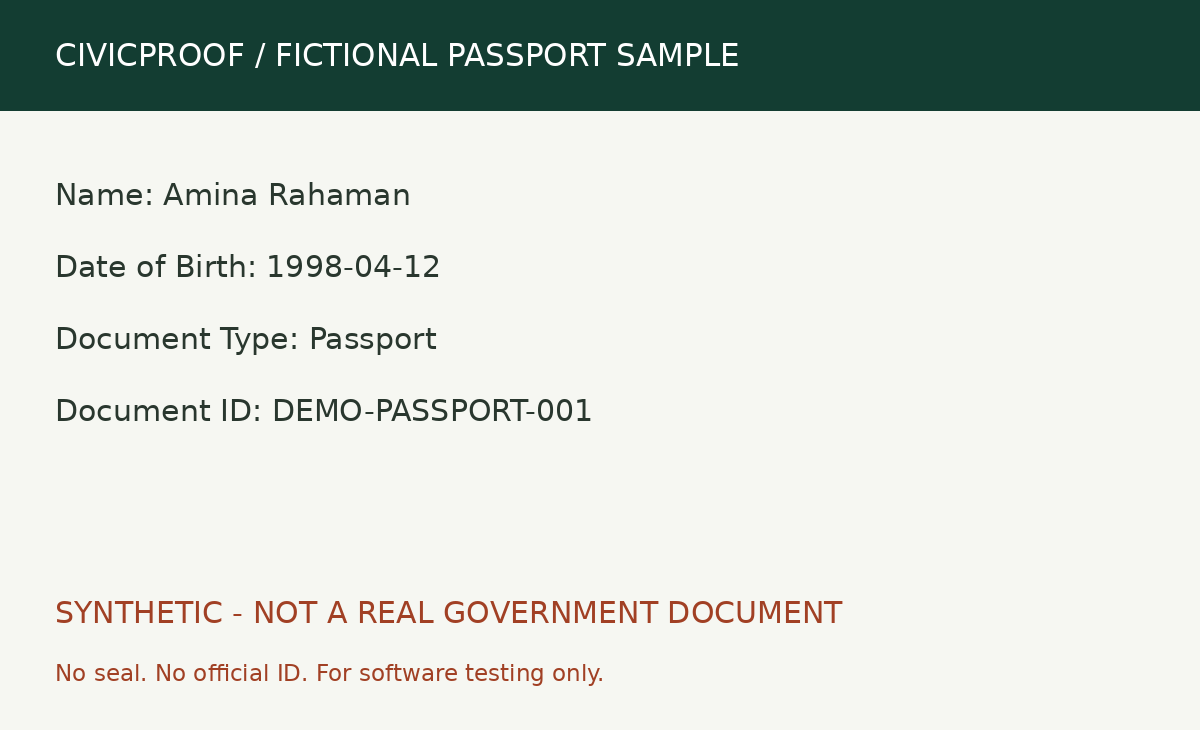 CIVICPROOF / FICTIONAL PASSPORT SAMPLE
Name: Amina Rahaman
Date of Birth: 1998-04-12
Document Type: Passport
Document ID: DEMO-PASSPORT-001
SYNTHETIC - NOT A REAL GOVERNMENT DOCUMENT
No seal. No official ID. For software testing only.